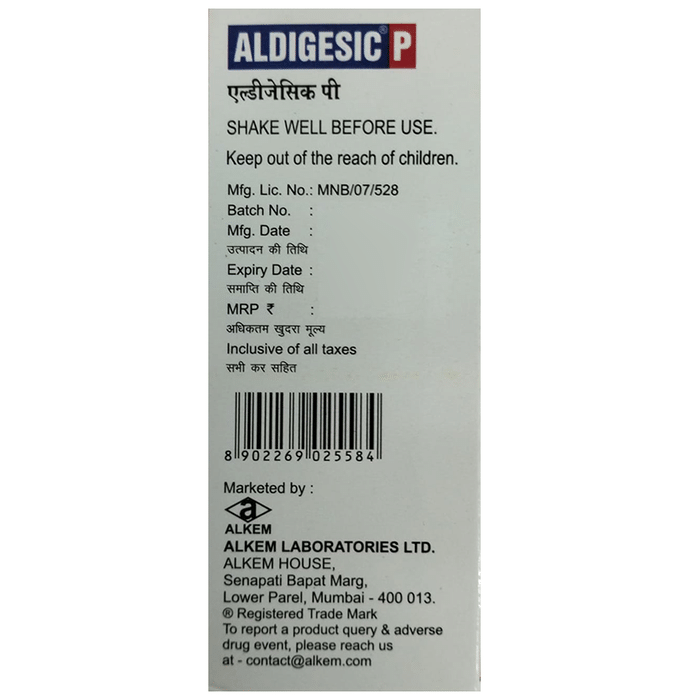 ALDIGESIC® P
एल्डीजेसिक पी
SHAKE WELL BEFORE USE.
Keep out of the reach of children.
Mfg. Lic. No.: MNB/07/528
Batch No. :
Mfg. Date :
उत्पादन की तिथि
Expiry Date :
समाप्ति की तिथि
MRP ₹ :
अधिकतम खुदरा मूल्य
Inclusive of all taxes
सभी कर सहित
8 902269 025584
Marketed by :
a
ALKEM
ALKEM LABORATORIES LTD.
ALKEM HOUSE,
Senapati Bapat Marg,
Lower Parel, Mumbai - 400 013.
® Registered Trade Mark
To report a product query & adverse
drug event, please reach us
at - contact@alkem.com